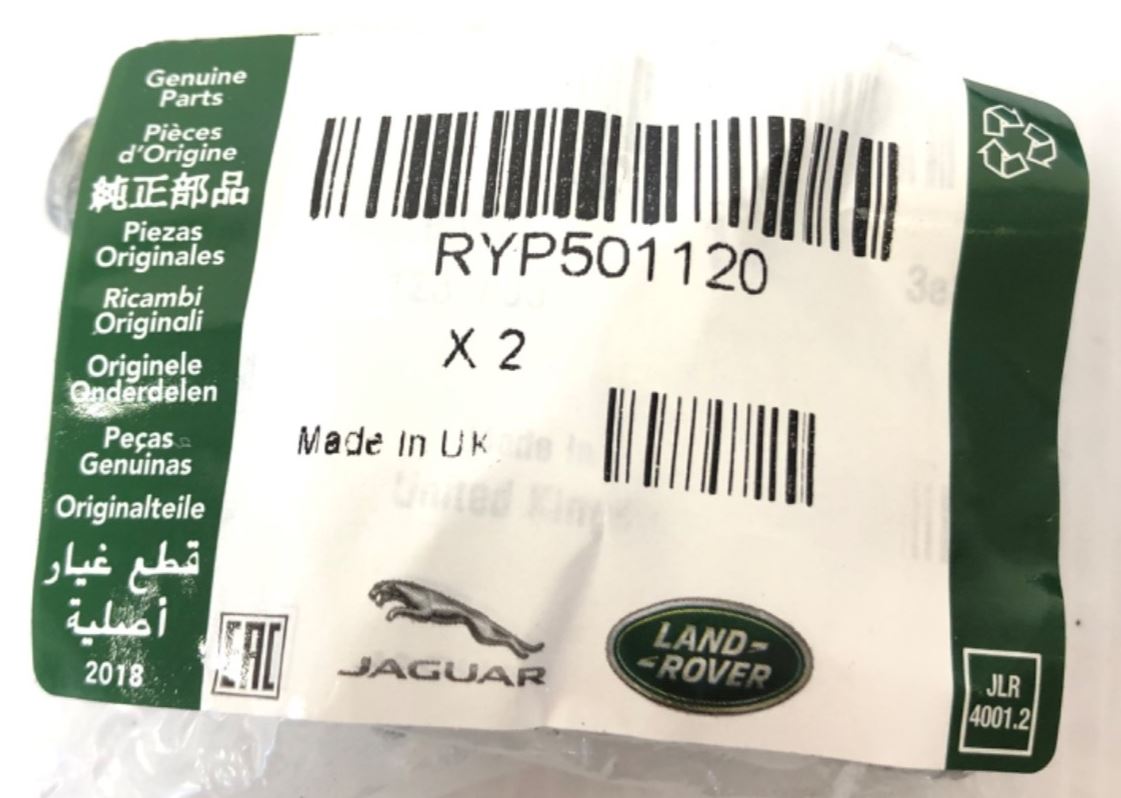 Genuine
Parts
Pièces
d'Origine
純正部品
Piezas
Originales
Ricambi
Originali
Originele
Onderdelen
Peças
Genuinas
Originalteile
قطع غيار
أصلية
2018
RYP501120
X 2
Made In UK
EAC
JAGUAR
LAND-
-ROVER
JLR
4001.2